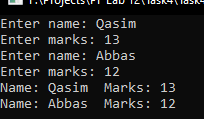 Enter name: Qasim
Enter marks: 13
Enter name: Abbas
Enter marks: 12
Name: Qasim  Marks: 13
Name: Abbas  Marks: 12